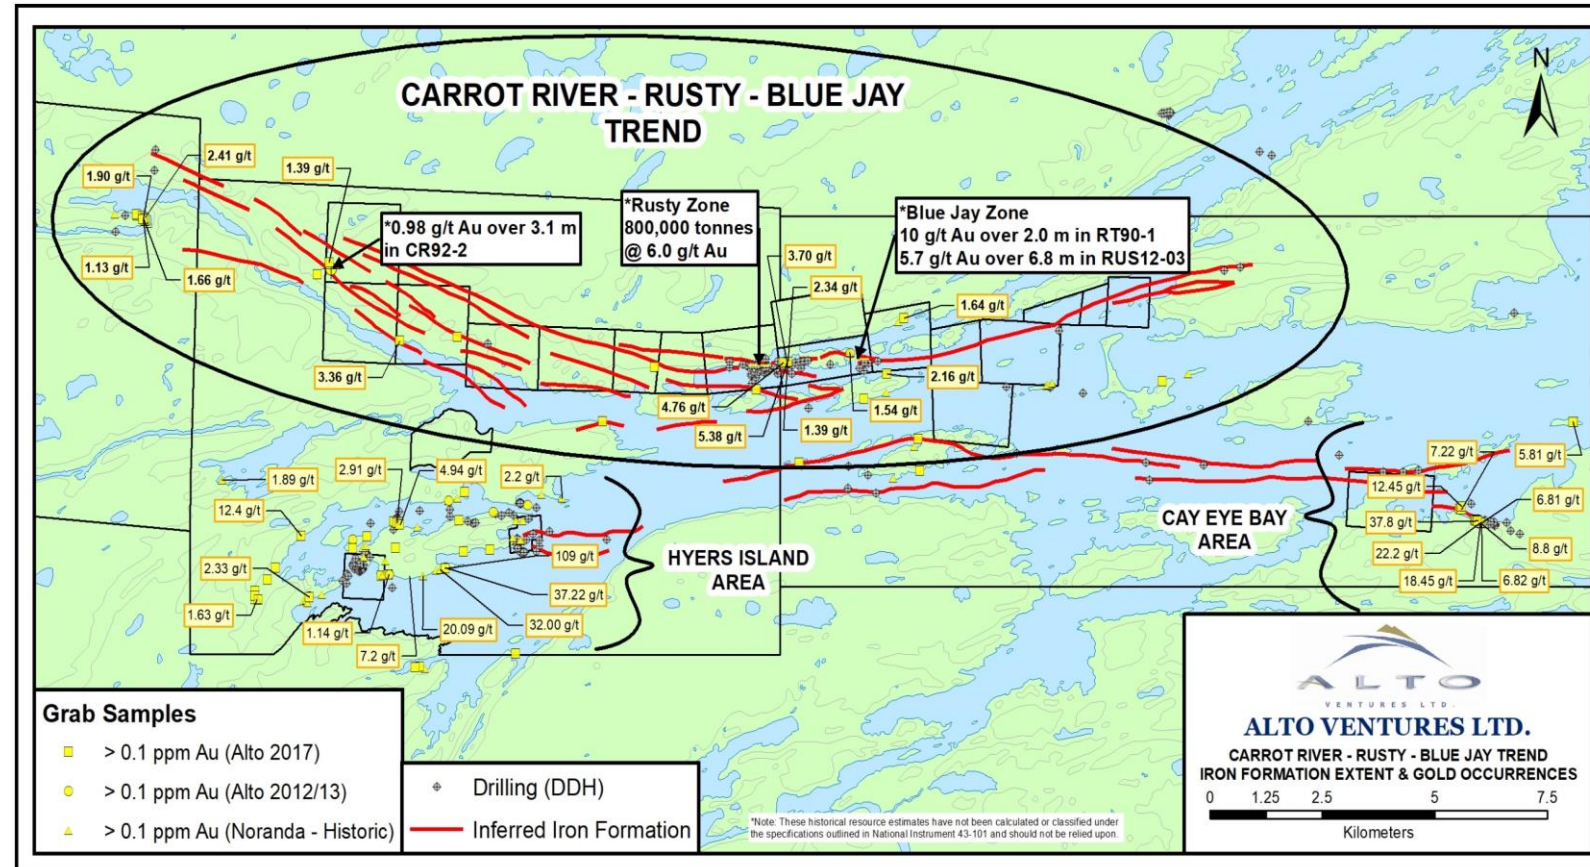 CARROT RIVER - RUSTY - BLUE JAY
TREND
N
2.41 g/t
1.39 g/t
1.90 g/t
*0.98 g/t Au over 3.1 m
in CR92-2
*Rusty Zone
800,000 tonnes
@ 6.0 g/t Au
*Blue Jay Zone
10 g/t Au over 2.0 m in RT90-1
5.7 g/t Au over 6.8 m in RUS12-03
1.13 g/t
1.66 g/t
3.70 g/t
2.34 g/t
1.64 g/t
3.36 g/t
4.76 g/t
5.38 g/t
1.39 g/t
1.54 g/t
2.16 g/t
1.89 g/t
2.91 g/t
4.94 g/t
2.2 g/t
12.4 g/t
2.33 g/t
1.63 g/t
1.14 g/t
7.2 g/t
20.09 g/t
32.00 g/t
37.22 g/t
109 g/t
HYERS ISLAND
AREA
CAY EYE BAY
AREA
7.22 g/t
5.81 g/t
12.45 g/t
6.81 g/t
37.8 g/t
22.2 g/t
8.8 g/t
18.45 g/t
6.82 g/t
Grab Samples
> 0.1 ppm Au (Alto 2017)
> 0.1 ppm Au (Alto 2012/13)
> 0.1 ppm Au (Noranda - Historic)
Drilling (DDH)
Inferred Iron Formation
*Note: These historical resource estimates have not been calculated or classified under
the specifications outlined in National Instrument 43-101 and should not be relied upon.
ALTO
VENTURES LTD.
ALTO VENTURES LTD.
CARROT RIVER - RUSTY - BLUE JAY TREND
IRON FORMATION EXTENT & GOLD OCCURRENCES
0 1.25 2.5 5 7.5
Kilometers